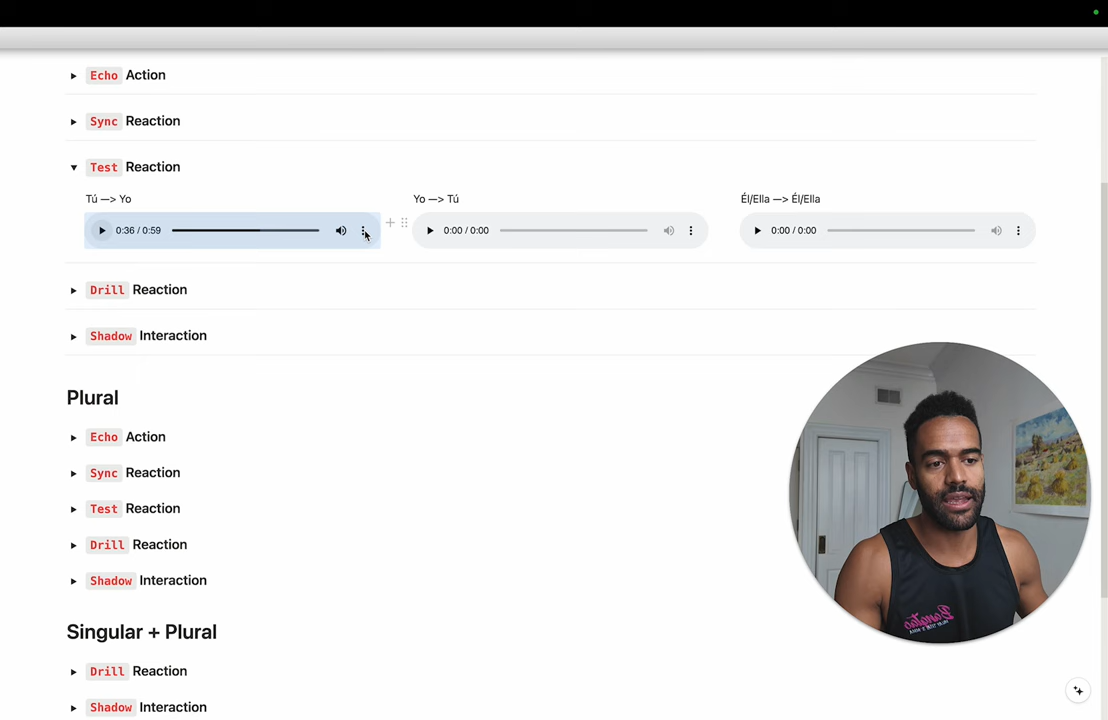 Echo Action
Sync Reaction
Test Reaction
Tú —> Yo
Yo —> Tú
Él/Ella —> Él/Ella
0:36 / 0:59
0:00 / 0:00
0:00 / 0:00
Drill Reaction
Shadow Interaction
Plural
Echo Action
Sync Reaction
Test Reaction
Drill Reaction
Shadow Interaction
Singular + Plural
Drill Reaction
Shadow Interaction